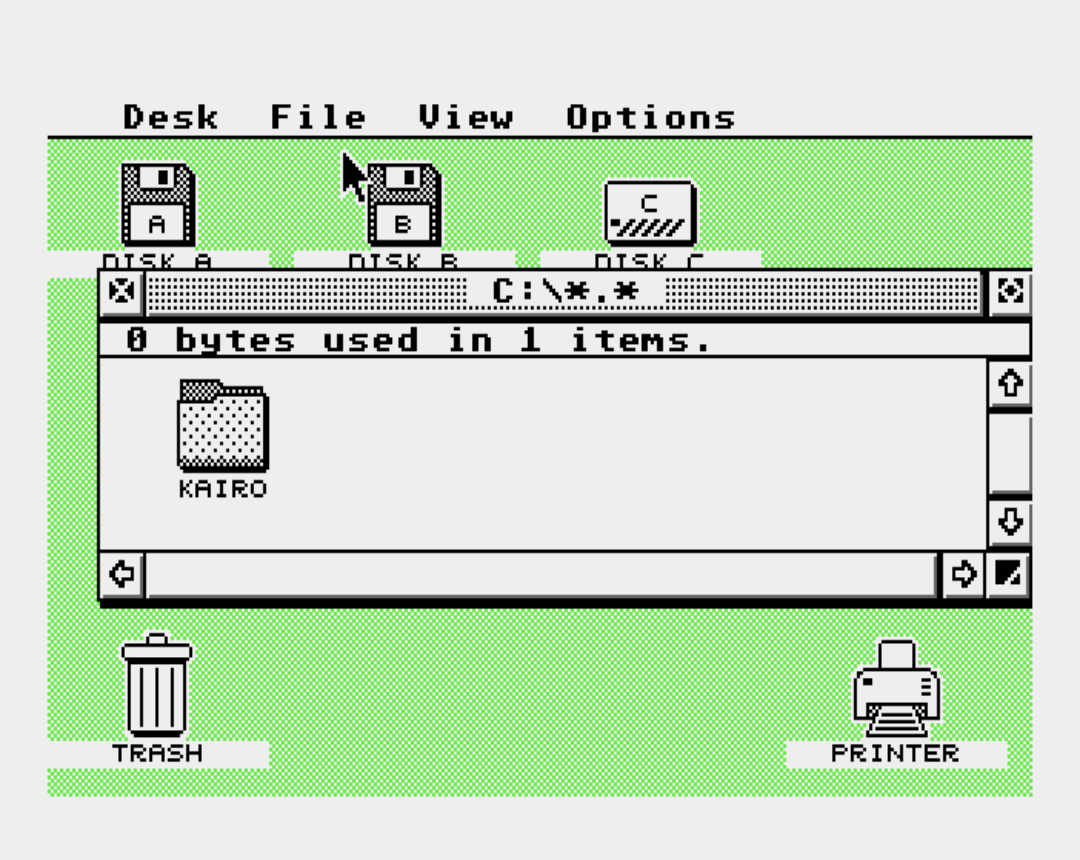 Desk File View Options
A B C
DISK A DISK B DISK C
C:\*.*
0 bytes used in 1 items.
KAIRO
TRASH PRINTER